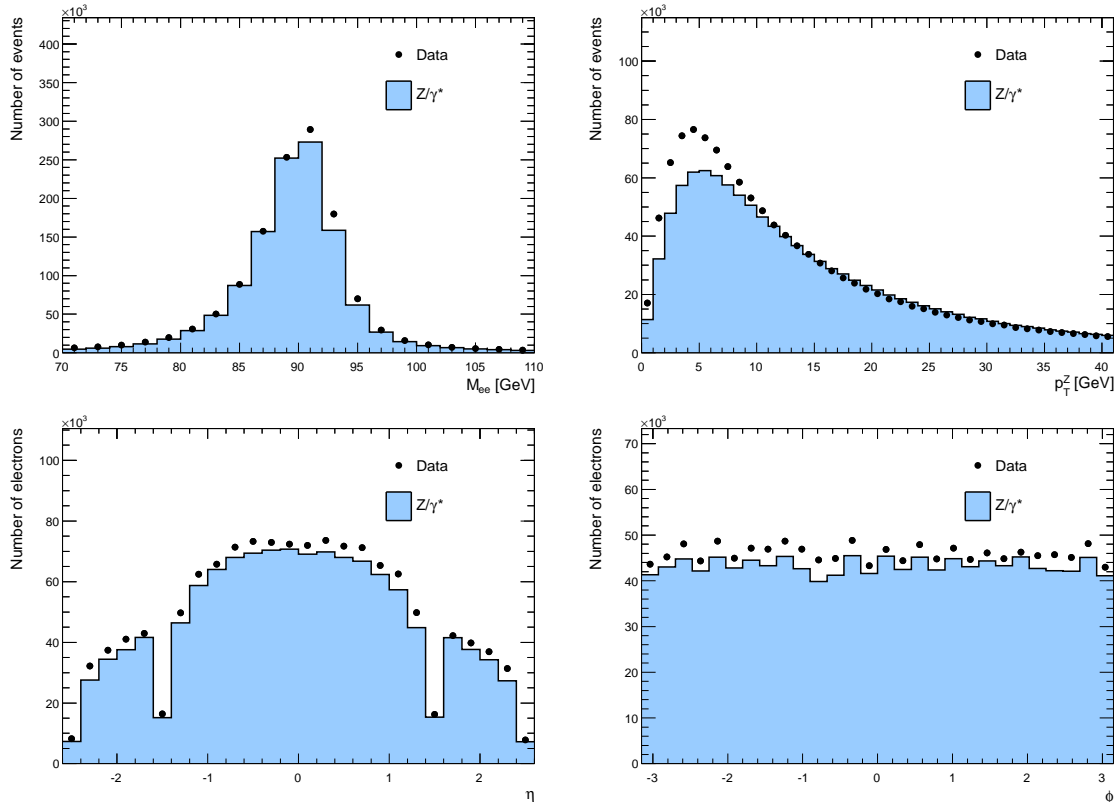 ×10³
Number of events
400
350
300
250
200
150
100
50
0
Data
Z/γ*
70 75 80 85 90 95 100 105 110
M_ee [GeV]
×10³
Number of events
100
80
60
40
20
0
Data
Z/γ*
0 5 10 15 20 25 30 35 40
p_T^Z [GeV]
×10³
Number of electrons
100
80
60
40
20
0
Data
Z/γ*
-2 -1 0 1 2
η
×10³
Number of electrons
70
60
50
40
30
20
10
0
Data
Z/γ*
-3 -2 -1 0 1 2 3
ϕ